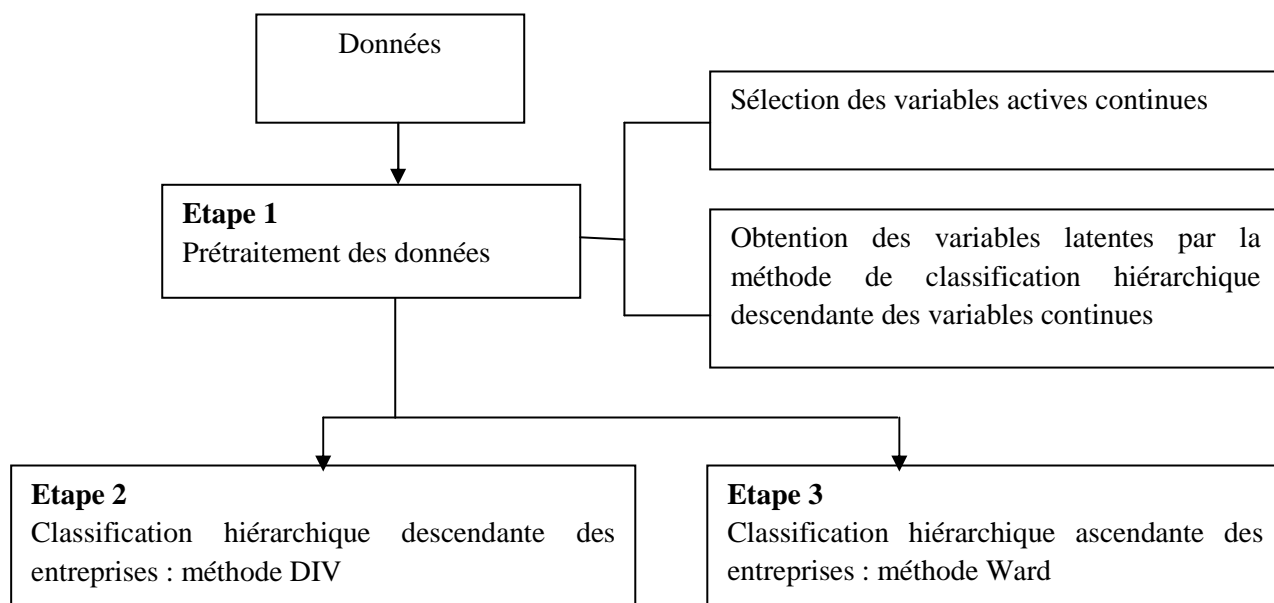 Données
Sélection des variables actives continues
Etape 1
Prétraitement des données
Obtention des variables latentes par la
méthode de classification hiérarchique
descendante des variables continues
Etape 2
Classification hiérarchique descendante des
entreprises : méthode DIV
Etape 3
Classification hiérarchique ascendante des
entreprises : méthode Ward